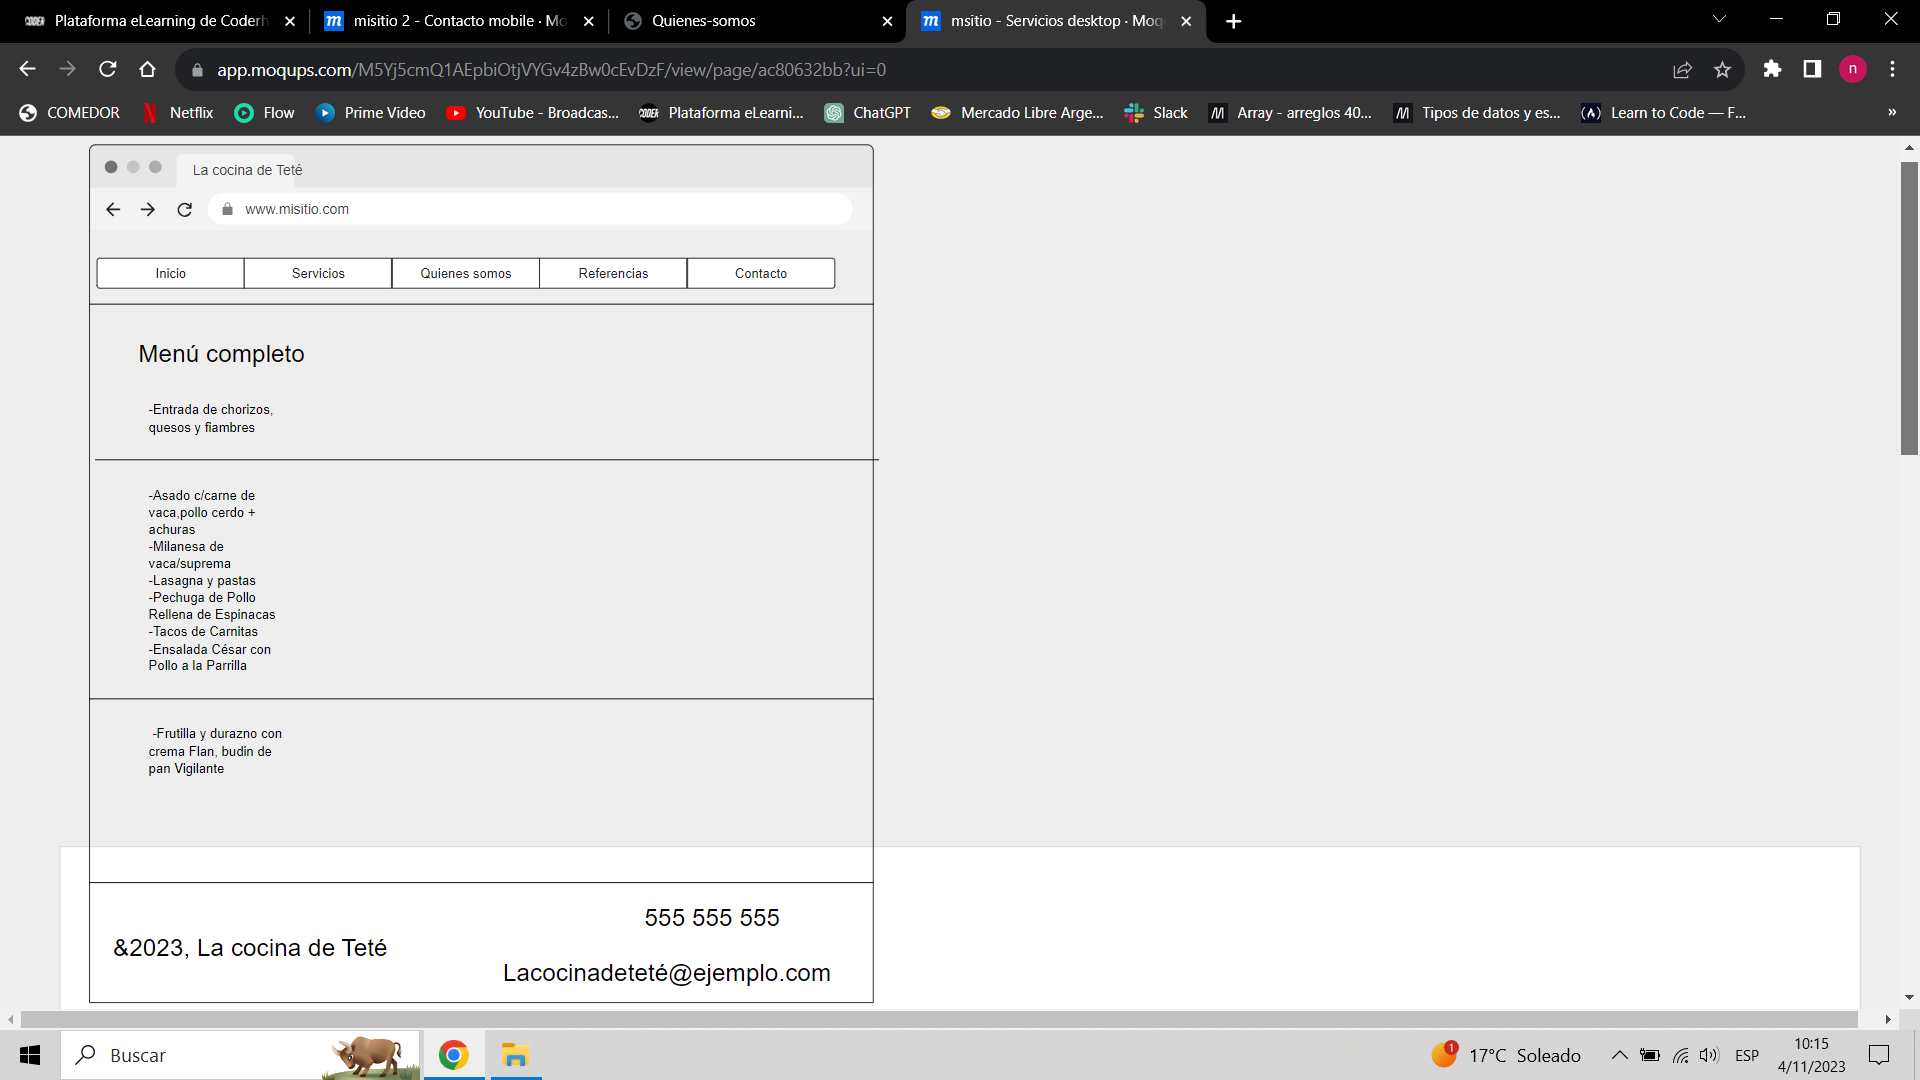 Plataforma eLearning de Coderh
misitio 2 - Contacto mobile · Mo
Quienes-somos
msitio - Servicios desktop · Moq
app.moqups.com/M5Yj5cmQ1AEpbiOtjVYGv4zBw0cEvDzF/view/page/ac80632bb?ui=0
n
COMEDOR
Netflix
Flow
Prime Video
YouTube - Broadcas...
CODER
Plataforma eLearni...
ChatGPT
Mercado Libre Arge...
Slack
Array - arreglos 40...
Tipos de datos y es...
Learn to Code — F...
»
La cocina de Teté
www.misitio.com
Inicio
Servicios
Quienes somos
Referencias
Contacto
Menú completo
-Entrada de chorizos,
quesos y fiambres
-Asado c/carne de
vaca,pollo cerdo +
achuras
-Milanesa de
vaca/suprema
-Lasagna y pastas
-Pechuga de Pollo
Rellena de Espinacas
-Tacos de Carnitas
-Ensalada César con
Pollo a la Parrilla
-Frutilla y durazno con
crema Flan, budin de
pan Vigilante
555 555 555
&2023, La cocina de Teté
Lacocinadeteté@ejemplo.com
Buscar
1
17°C Soleado
ESP
10:15
4/11/2023